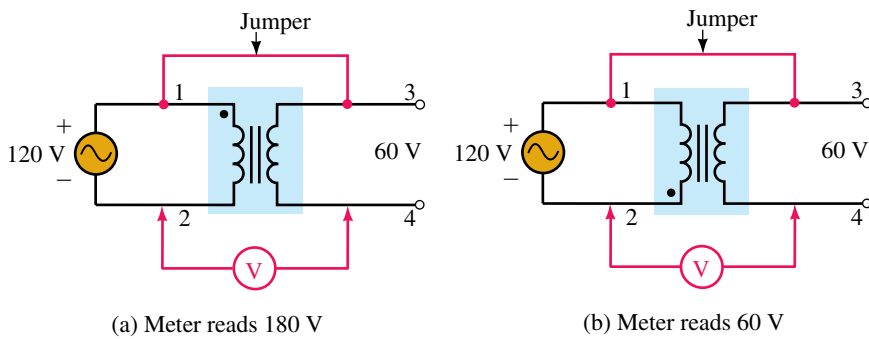 Jumper
1
3
+
120 V
–
60 V
2
4
V
(a) Meter reads 180 V
Jumper
1
3
+
120 V
–
60 V
2
4
V
(b) Meter reads 60 V